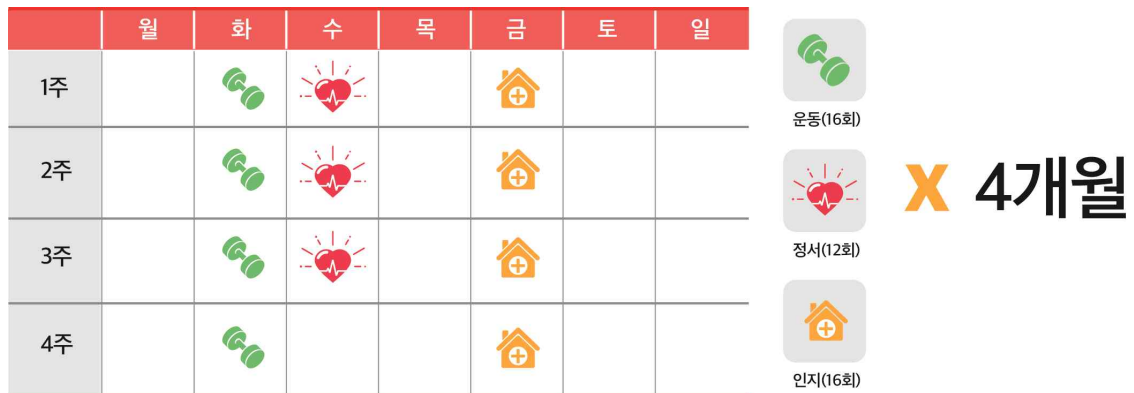 월 화 수 목 금 토 일
1주
2주
3주
4주
운동(16회)
정서(12회)
인지(16회)
X 4개월